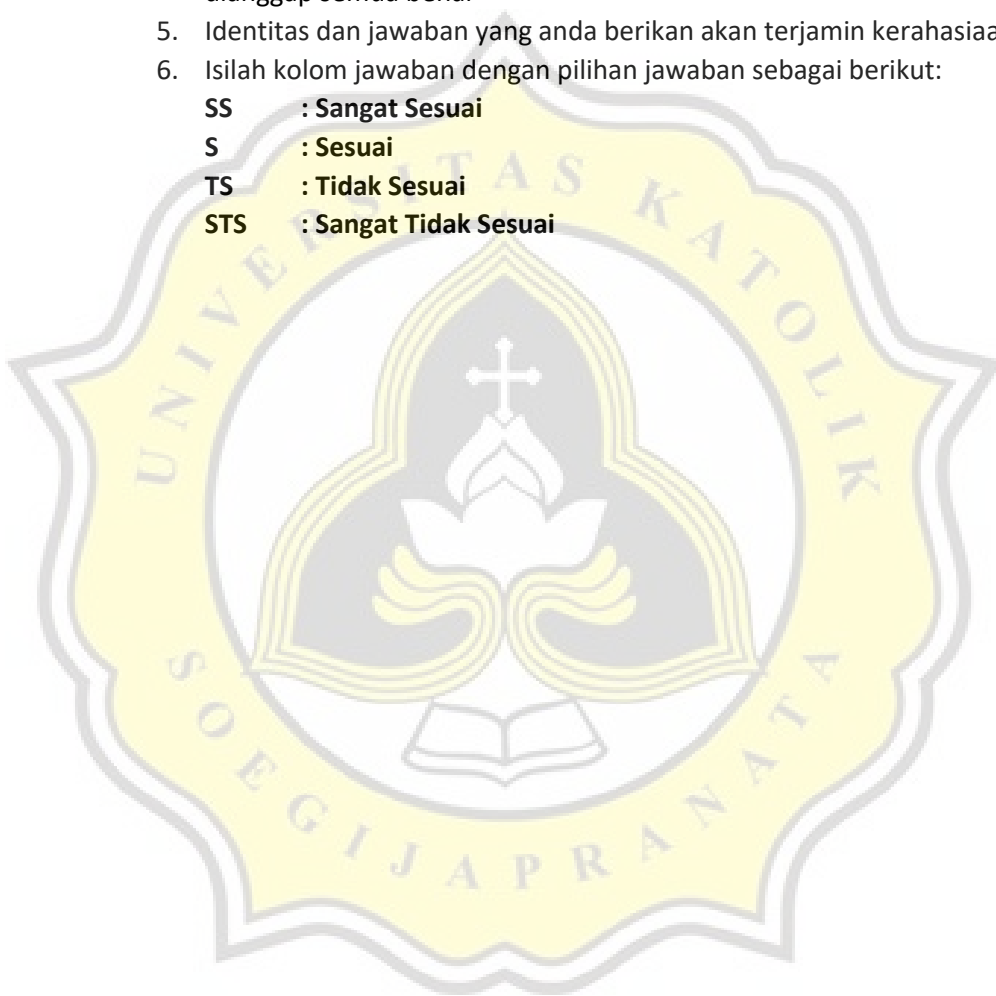 5. Identitas dan jawaban yang anda berikan akan terjamin
6. Isilah kolom jawaban dengan pilihan jawaban sebagai berikut:
SS : Sangat Sesuai
S : Sesuai
TS : Tidak Sesuai
STS : Sangat Tidak Sesuai
UNIVERSITAS KATOLIK
SOEGIJAPRANATA